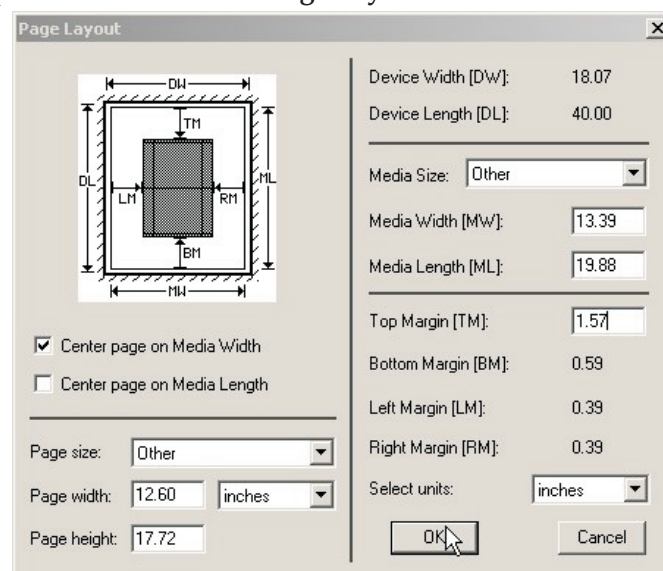 Page Layout
DW
TM
DL
ML
LM
RM
BM
MW
Center page on Media Width
Center page on Media Length
Page size: Other
Page width: 12.60 inches
Page height: 17.72
Device Width [DW]: 18.07
Device Length [DL]: 40.00
Media Size: Other
Media Width [MW]: 13.39
Media Length [ML]: 19.88
Top Margin [TM]: 1.57
Bottom Margin [BM]: 0.59
Left Margin [LM]: 0.39
Right Margin [RM]: 0.39
Select units: inches
OK Cancel